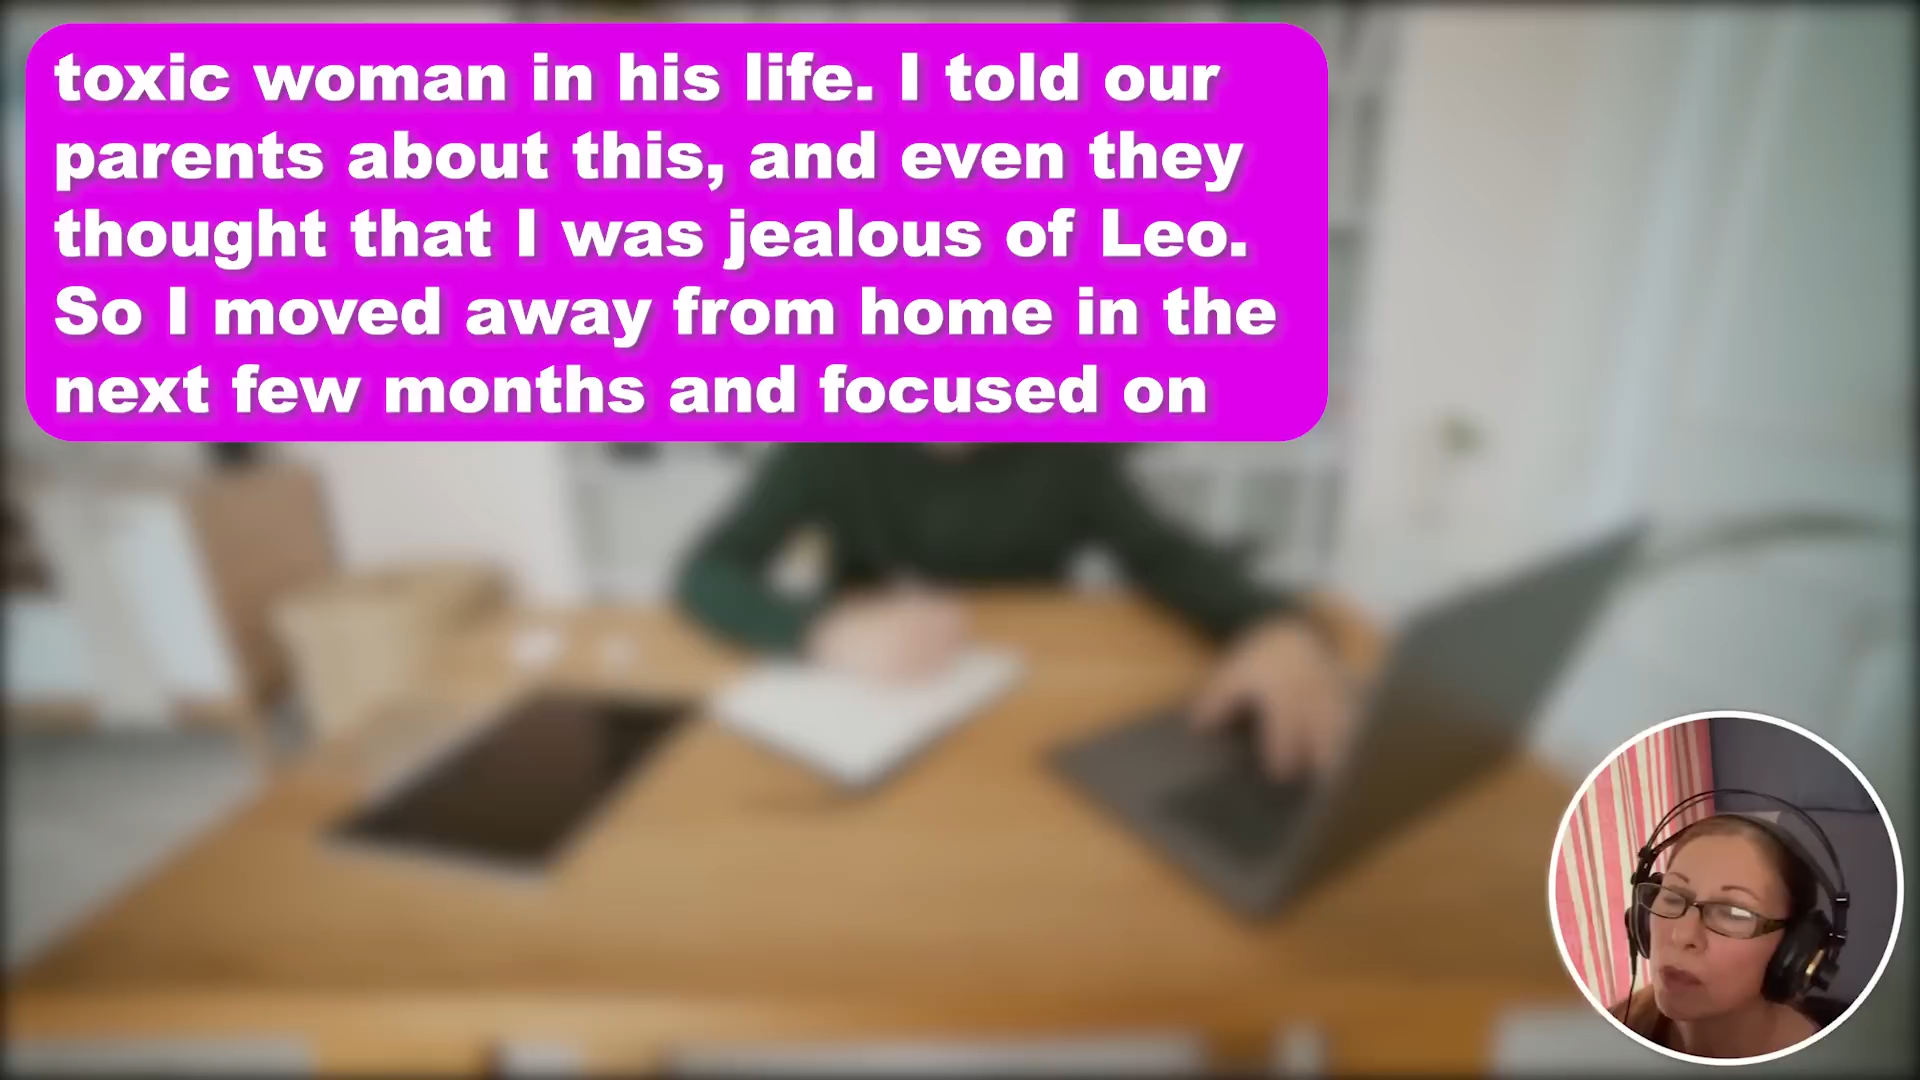 toxic woman in his life. I told our
parents about this, and even they
thought that I was jealous of Leo.
So I moved away from home in the
next few months and focused on